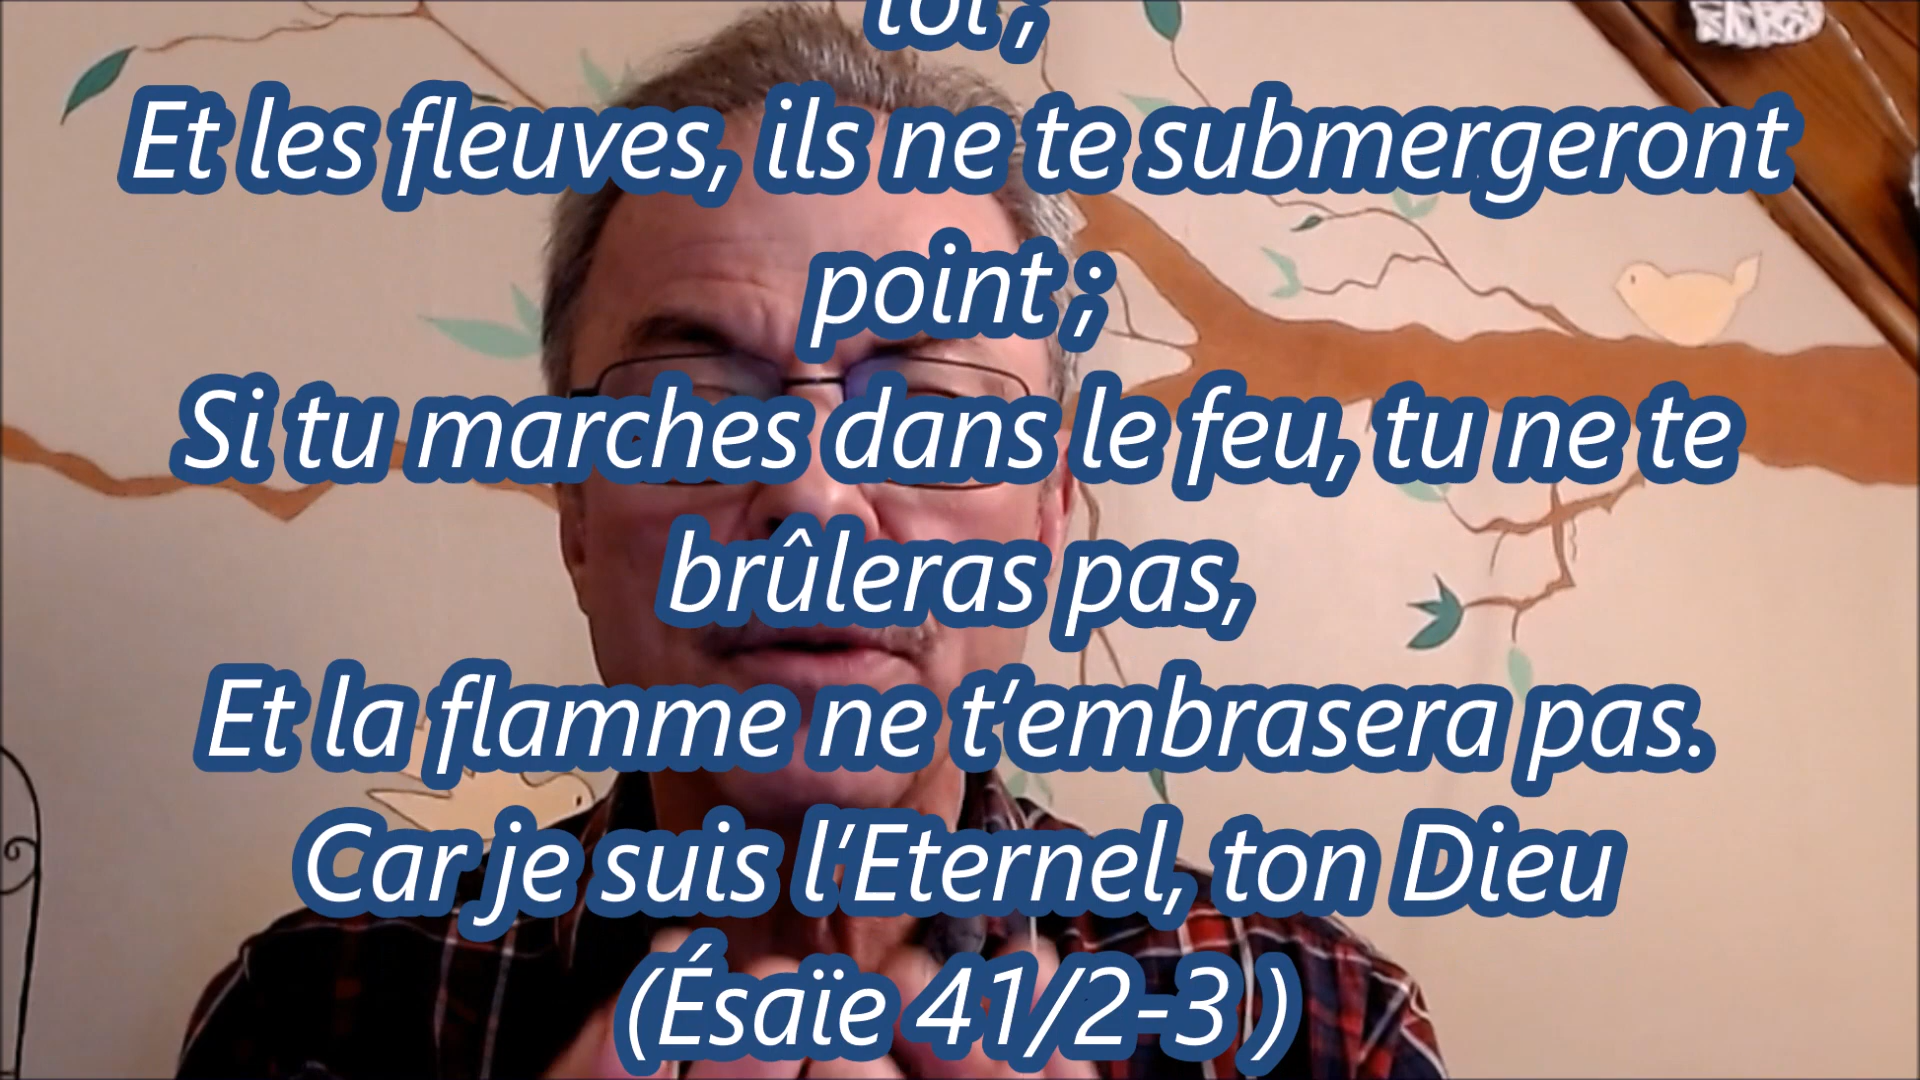 toi ;
Et les fleuves, ils ne te submergeront
point ;
Si tu marches dans le feu, tu ne te
brûleras pas,
Et la flamme ne t’embrasera pas.
Car je suis l’Eternel, ton Dieu
(Ésaïe 41/2-3 )